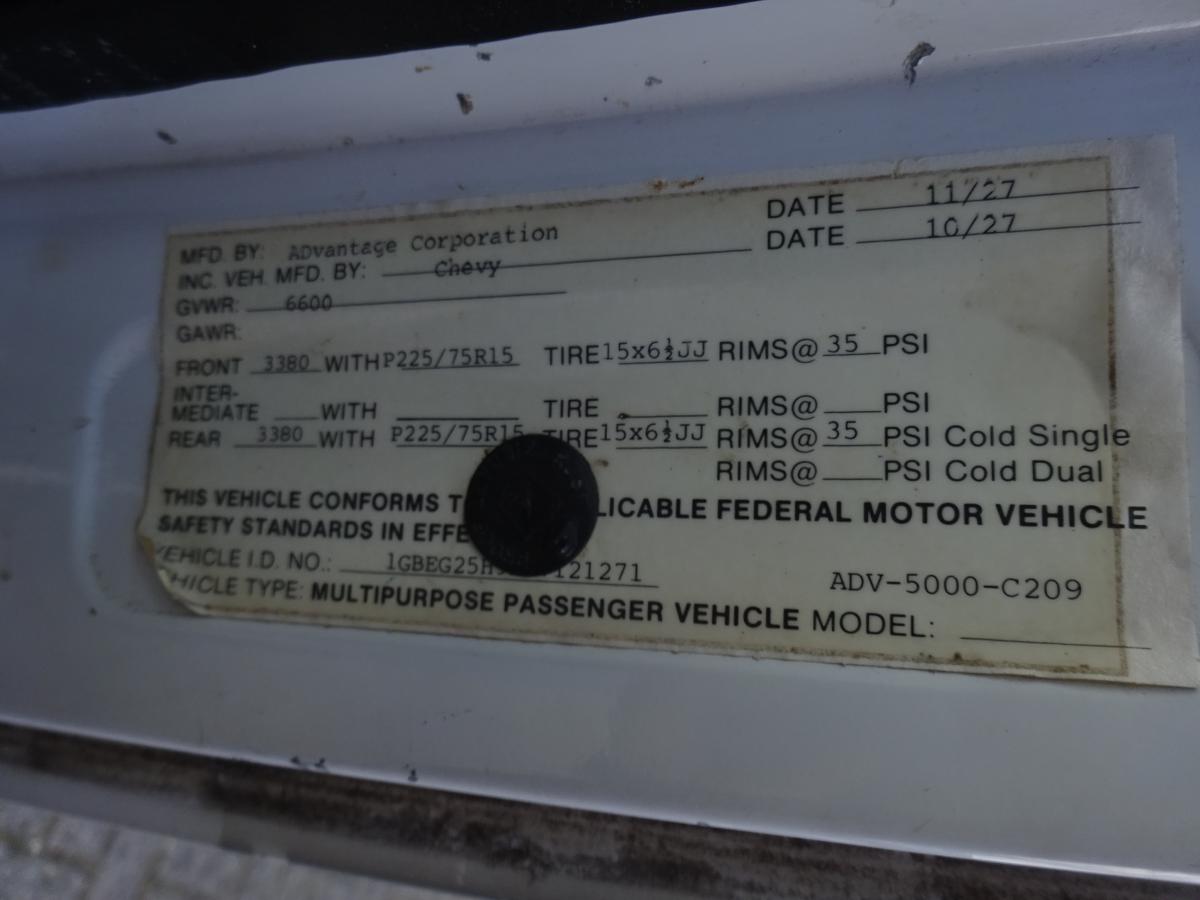 MFD. BY: ADvantage Corporation DATE 11/27
INC. VEH. MFD. BY: Chevy DATE 10/27
GVWR: 6600
GAWR:
FRONT 3380 WITH P225/75R15 TIRE 15x6½JJ RIMS@ 35 PSI
INTER-
MEDIATE WITH TIRE RIMS@ PSI
REAR 3380 WITH P225/75R15 TIRE 15x6½JJ RIMS@ 35 PSI Cold Single
RIMS@ PSI Cold Dual
THIS VEHICLE CONFORMS T LICABLE FEDERAL MOTOR VEHICLE
SAFETY STANDARDS IN EFFE
VEHICLE I.D. NO.: 1GBEG25H 121271 ADV-5000-C209
HICLE TYPE: MULTIPURPOSE PASSENGER VEHICLE MODEL: